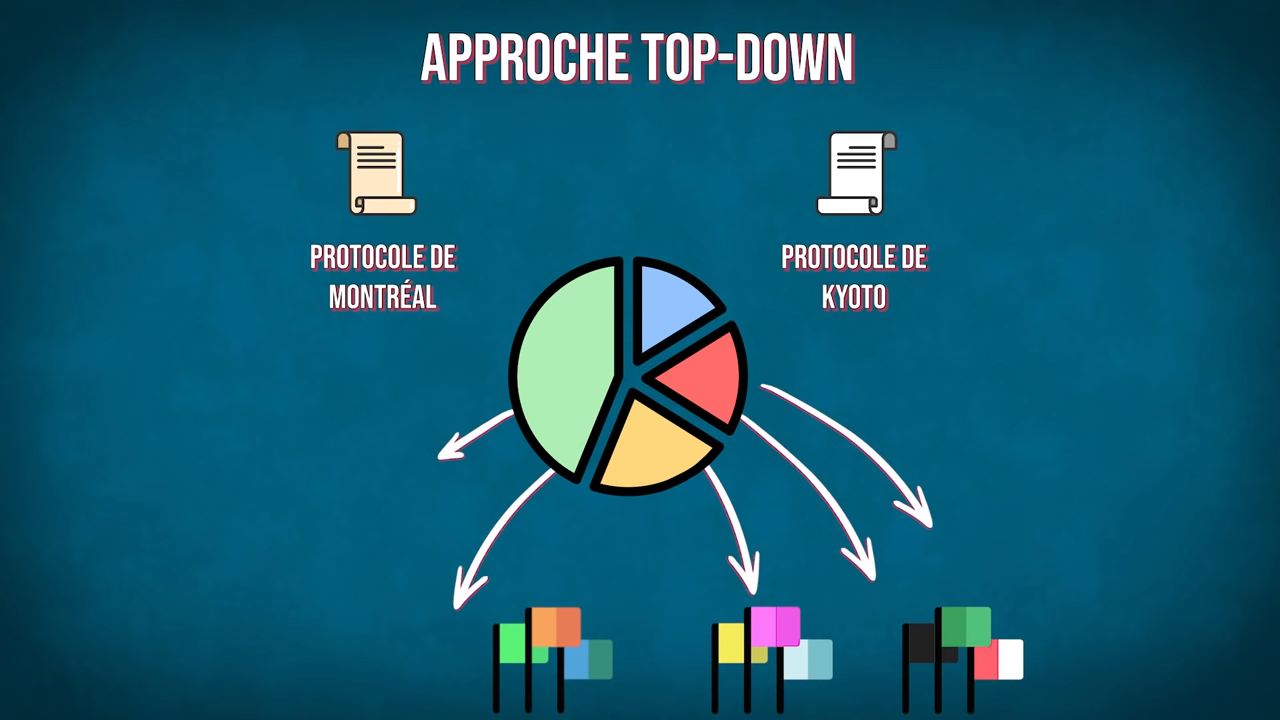 APPROCHE TOP-DOWN
PROTOCOLE DE
MONTRÉAL
PROTOCOLE DE
KYOTO